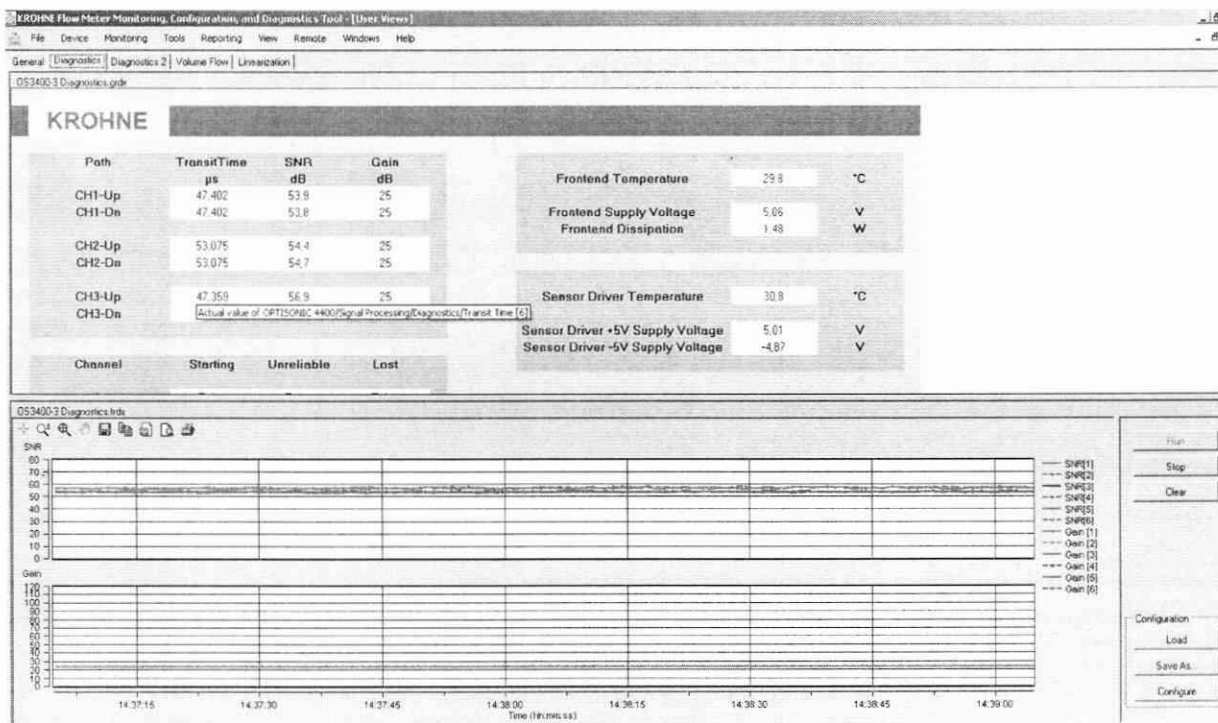 KROHNE Flow Meter Monitoring, Configuration, and Diagnostics Tool - [User Views]
File Device Monitoring Tools Reporting View Remote Windows Help
General Diagnostics Diagnostics 2 Volume Flow Linearization
OS3400-3 Diagnostics.grdx
KROHNE
Path TransitTime SNR Gain
µs dB dB
CH1-Up 47,402 53,9 25
CH1-Dn 47,402 53,8 25
CH2-Up 53,075 54,4 25
CH2-Dn 53,075 54,7 25
CH3-Up 47,359 56,9 25
CH3-Dn
Actual value of OPTISONIC 4400/Signal Processing/Diagnostics/Transit Time [6]
Channel Starting Unreliable Lost
Frontend Temperature 29,8 °C
Frontend Supply Voltage 5,06 V
Frontend Dissipation 1,48 W
Sensor Driver Temperature 30,8 °C
Sensor Driver +5V Supply Voltage 5,01 V
Sensor Driver -5V Supply Voltage -4,87 V
OS3400-3 Diagnostics.trdx
SNR
80
70
60
50
40
30
20
10
0
Gain
120
110
100
90
80
70
60
50
40
30
20
10
0
14:37:15 14:37:30 14:37:45 14:38:00 14:38:15 14:38:30 14:38:45 14:39:00
Time (hh:mm:ss)
SNR[1]
SNR[2]
SNR[3]
SNR[4]
SNR[5]
SNR[6]
Gain [1]
Gain [2]
Gain [3]
Gain [4]
Gain [5]
Gain [6]
Run
Stop
Clear
Configuration
Load
Save As...
Configure